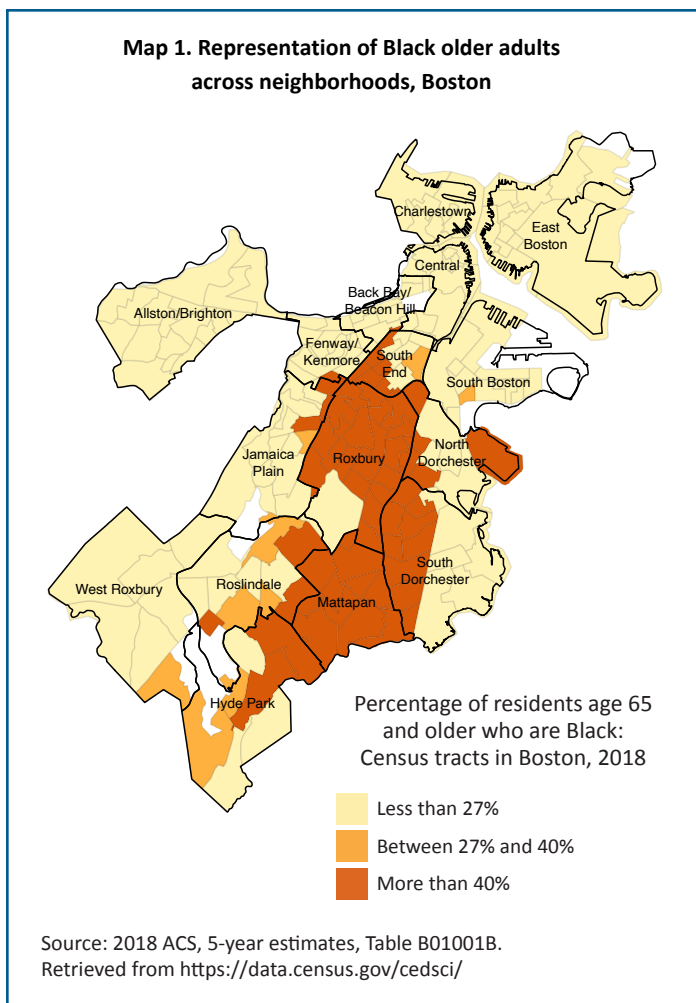 Map 1. Representation of Black older adults
across neighborhoods, Boston
Charlestown
East
Boston
Central
Back Bay/
Beacon Hill
Allston/Brighton
Fenway/
Kenmore
South
End
South Boston
Jamaica
Plain
Roxbury
North
Dorchester
West Roxbury
Roslindale
South
Dorchester
Mattapan
Hyde Park
Percentage of residents age 65
and older who are Black:
Census tracts in Boston, 2018
Less than 27%
Between 27% and 40%
More than 40%
Source: 2018 ACS, 5-year estimates, Table B01001B.
Retrieved from https://data.census.gov/cedsci/